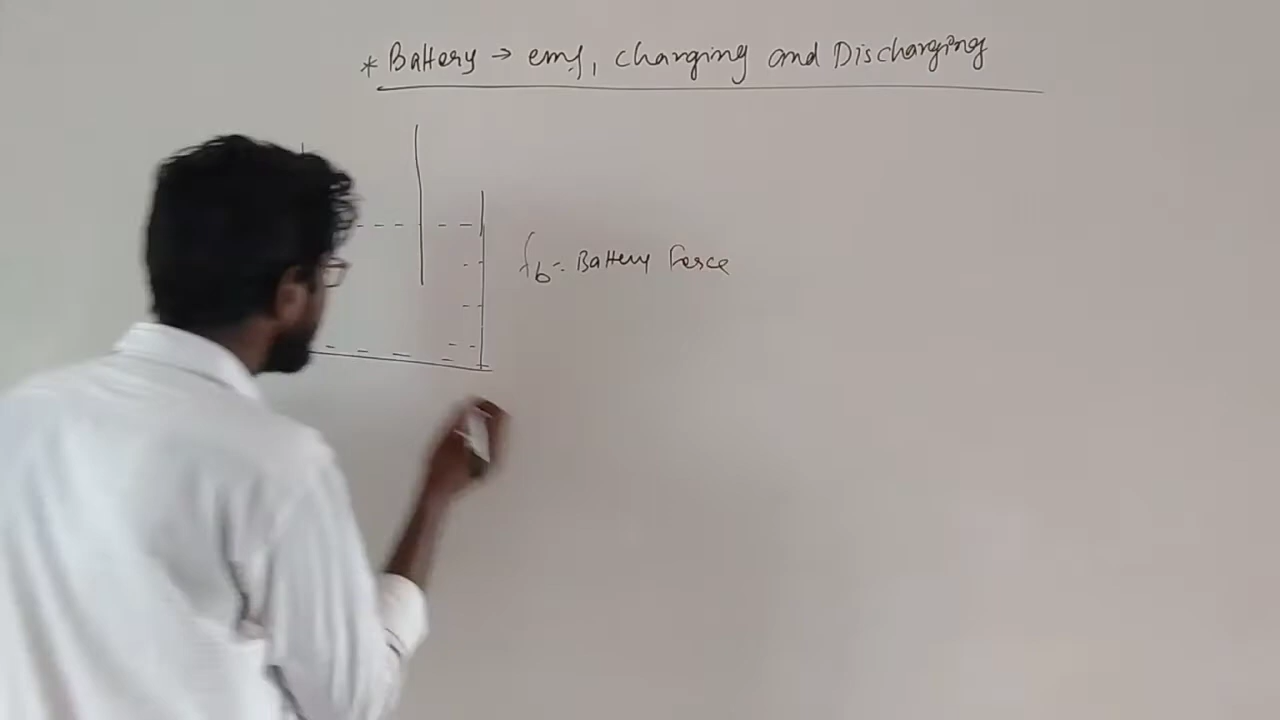 * Battery → emf, charging and Discharging
fb = Battery Force